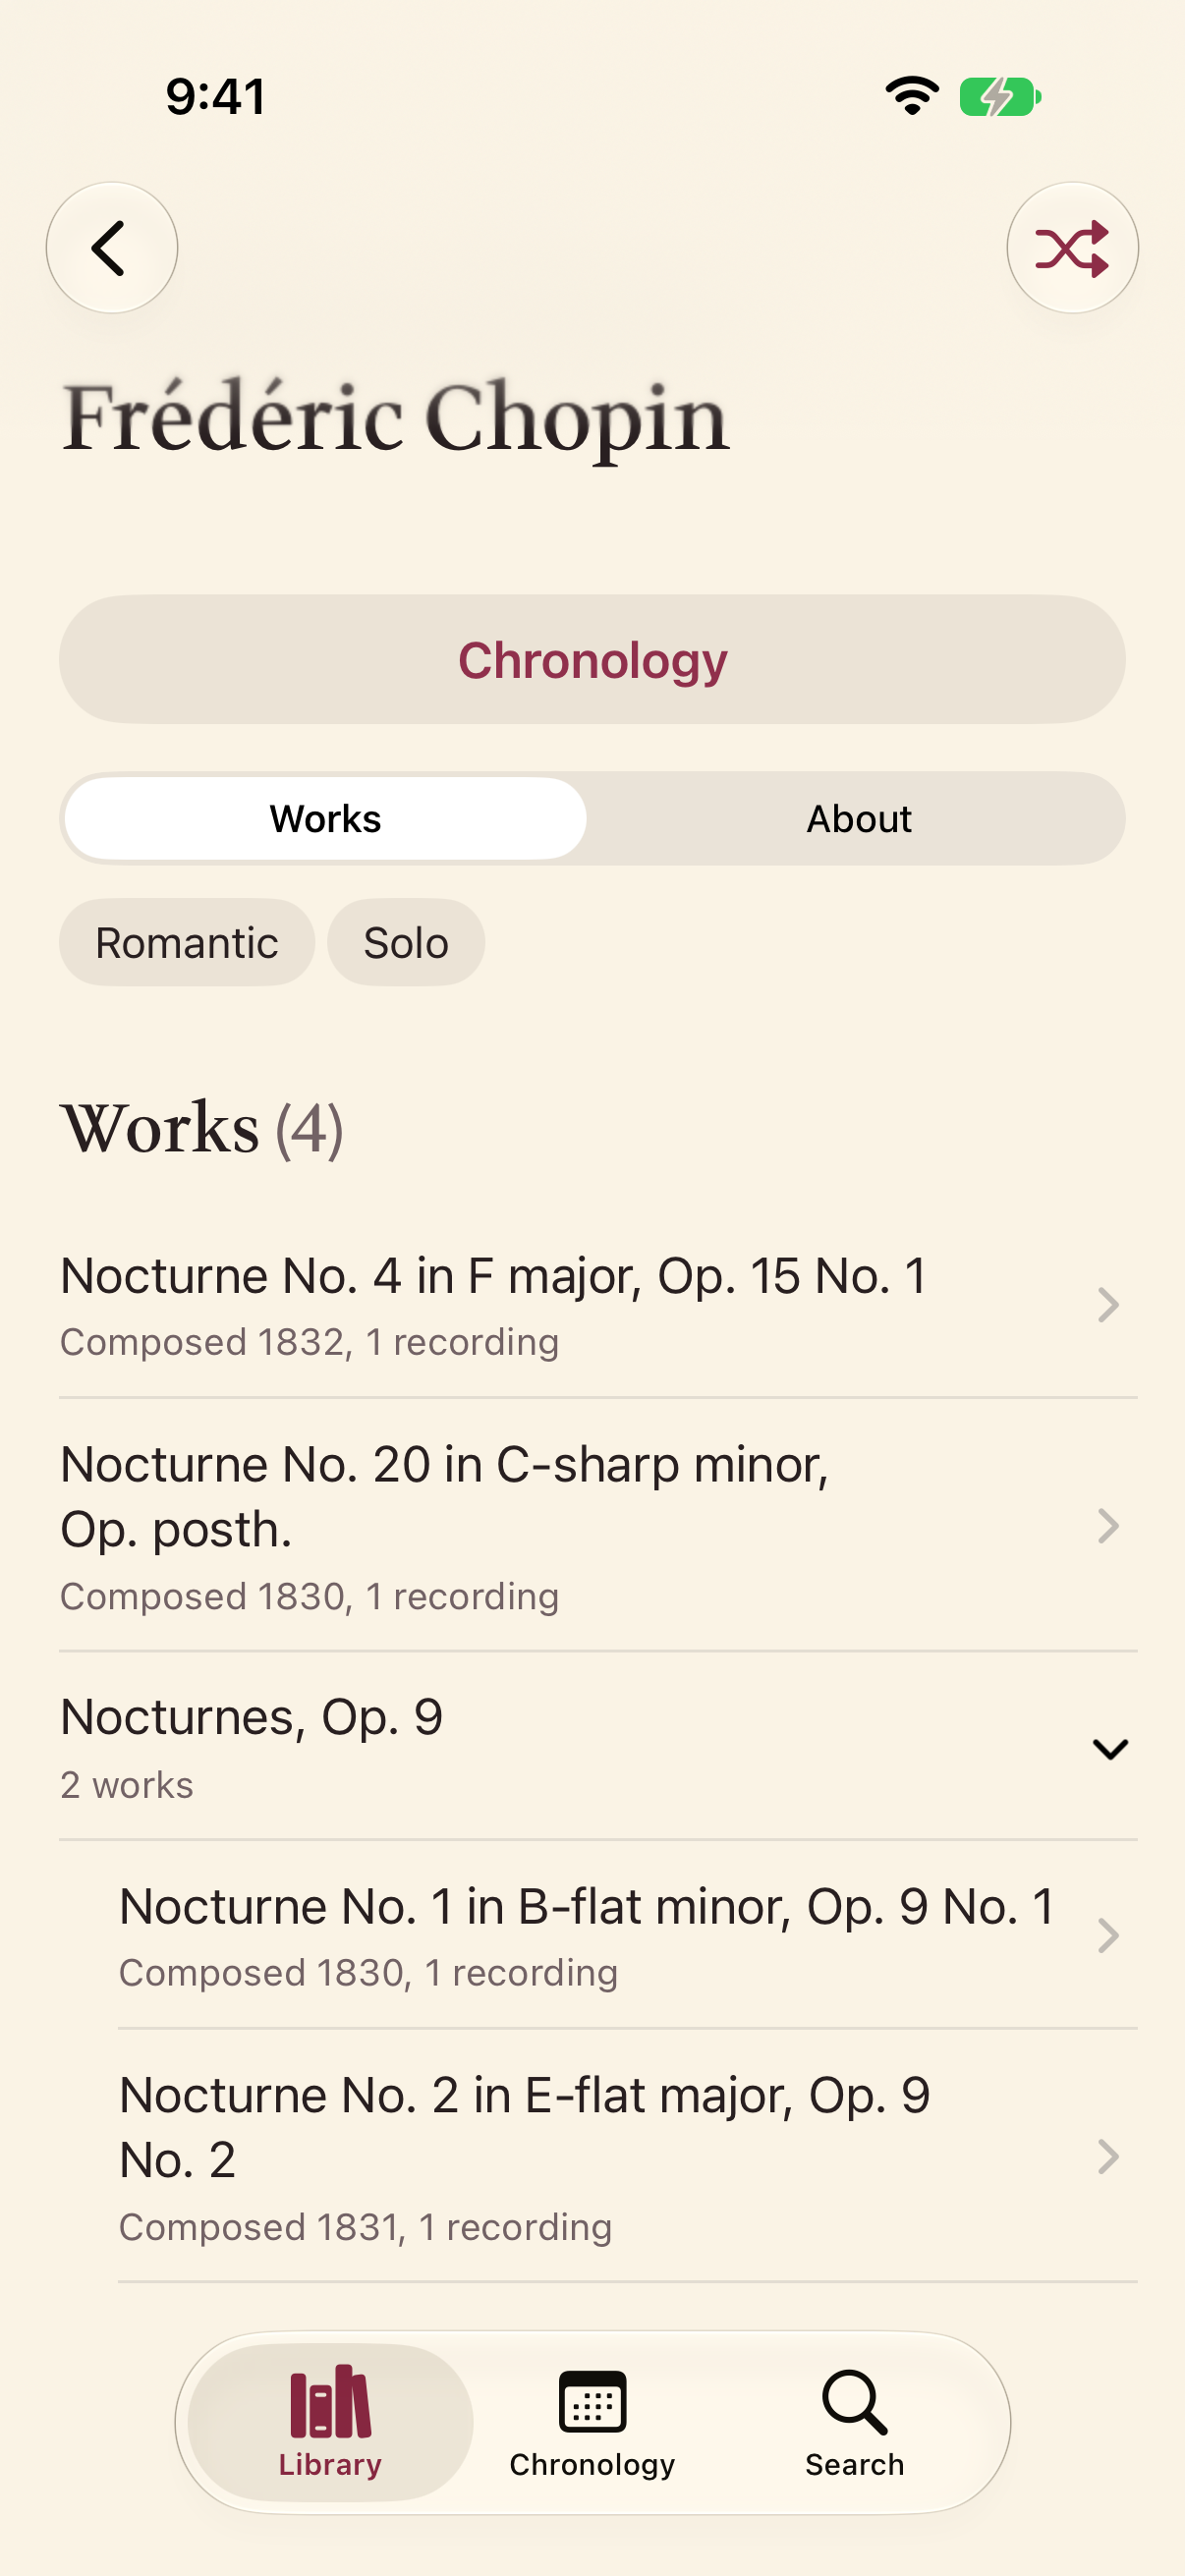 9:41
Frédéric Chopin
Chronology
Works
About
Romantic
Solo
Works (4)
Nocturne No. 4 in F major, Op. 15 No. 1
Composed 1832, 1 recording
Nocturne No. 20 in C-sharp minor,
Op. posth.
Composed 1830, 1 recording
Nocturnes, Op. 9
2 works
Nocturne No. 1 in B-flat minor, Op. 9 No. 1
Composed 1830, 1 recording
Nocturne No. 2 in E-flat major, Op. 9
No. 2
Composed 1831, 1 recording
Library
Chronology
Search